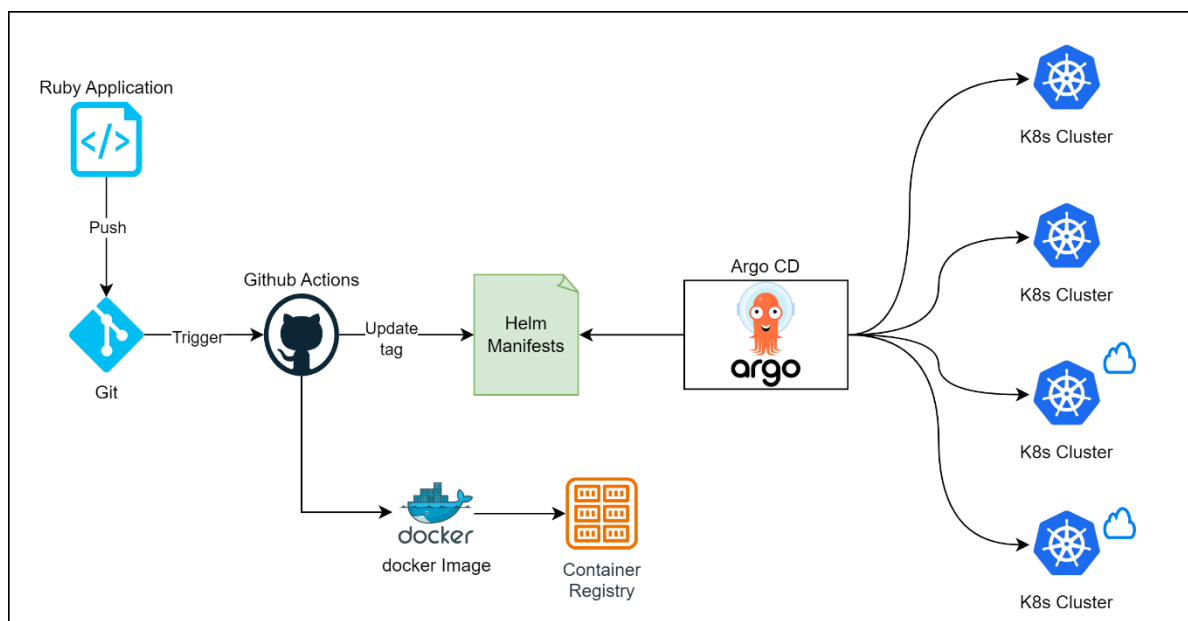 Ruby Application
Push
Git
Trigger
Github Actions
Update
tag
Helm
Manifests
docker
docker Image
Container
Registry
Argo CD
argo
K8s Cluster
K8s Cluster
K8s Cluster
K8s Cluster